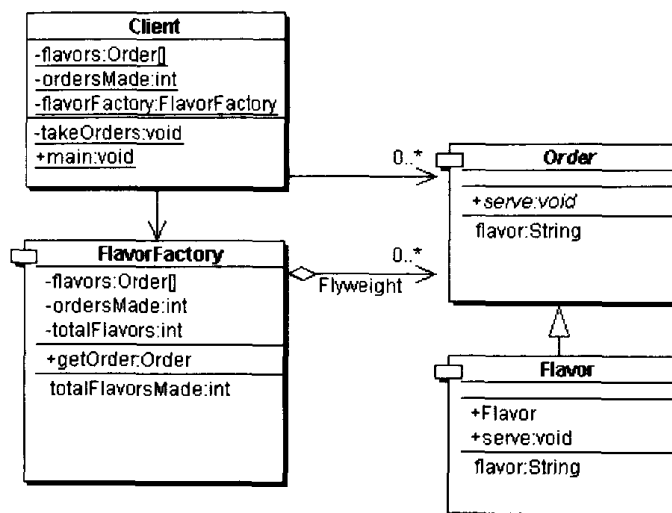 Client
-flavors:Order[]
-ordersMade:int
-flavorFactory:FlavorFactory
-takeOrders:void
+main:void
0..*
Order
+serve:void
flavor:String
FlavorFactory
-flavors:Order[]
-ordersMade:int
-totalFlavors:int
+getOrder:Order
totalFlavorsMade:int
0..*
Flyweight
Flavor
+Flavor
+serve:void
flavor:String